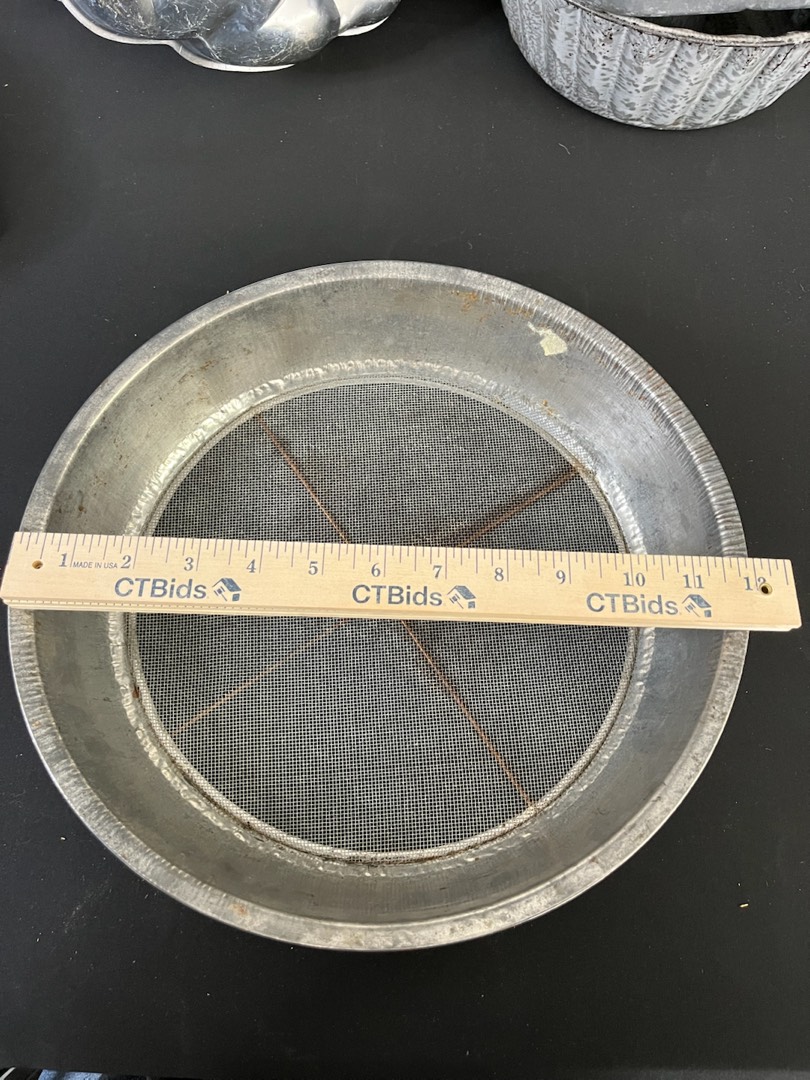 1 2 3 4 5 6 7 8 9 10 11 12
MADE IN USA
CTBids CTBids CTBids